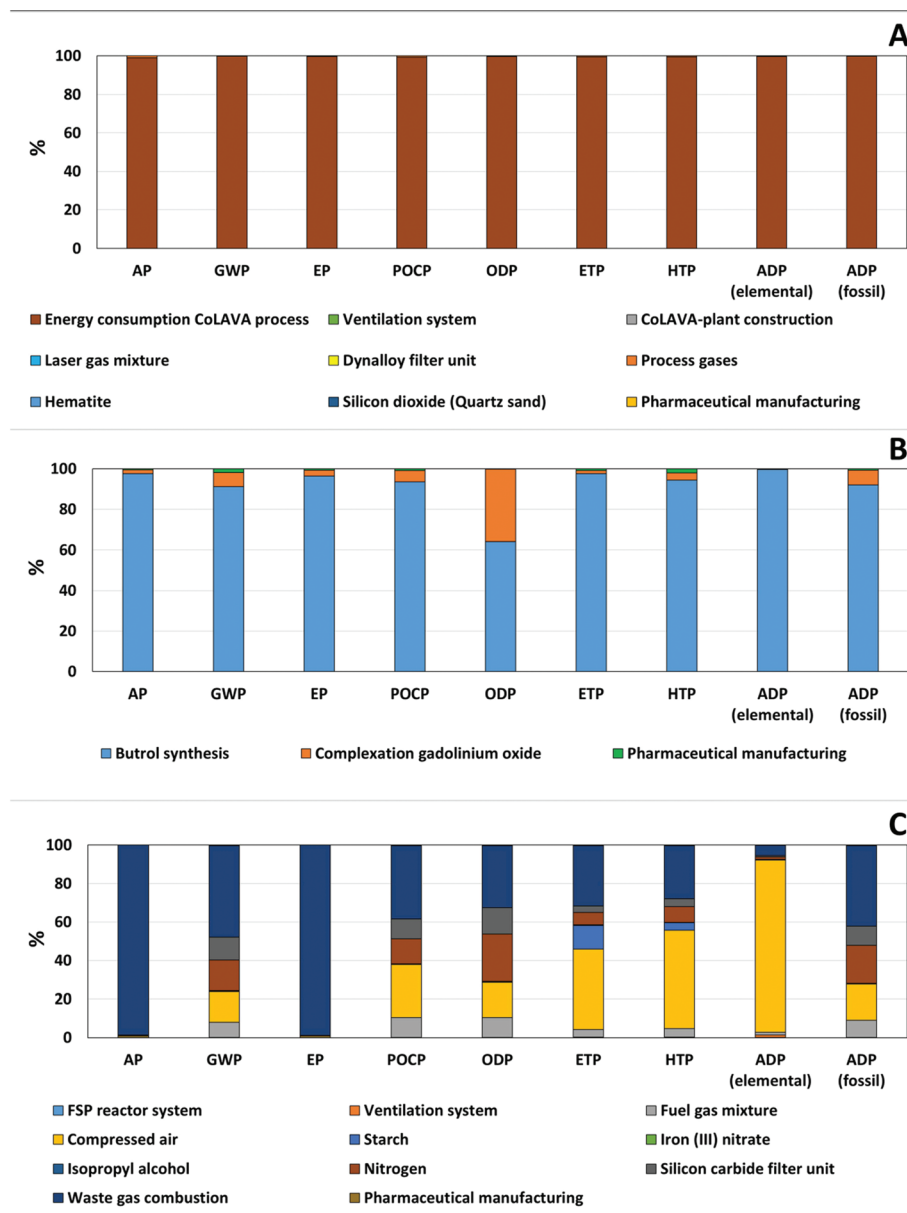 A
100
80
60
40
20
0
%
AP GWP EP POCP ODP ETP HTP ADP (elemental) ADP (fossil)
Energy consumption CoLAVA process Ventilation system CoLAVA-plant construction
Laser gas mixture Dynalloy filter unit Process gases
Hematite Silicon dioxide (Quartz sand) Pharmaceutical manufacturing
B
100
80
60
40
20
0
%
AP GWP EP POCP ODP ETP HTP ADP (elemental) ADP (fossil)
Butrol synthesis Complexation gadolinium oxide Pharmaceutical manufacturing
C
100
80
60
40
20
0
%
AP GWP EP POCP ODP ETP HTP ADP (elemental) ADP (fossil)
FSP reactor system Ventilation system Fuel gas mixture
Compressed air Starch Iron (III) nitrate
Isopropyl alcohol Nitrogen Silicon carbide filter unit
Waste gas combustion Pharmaceutical manufacturing